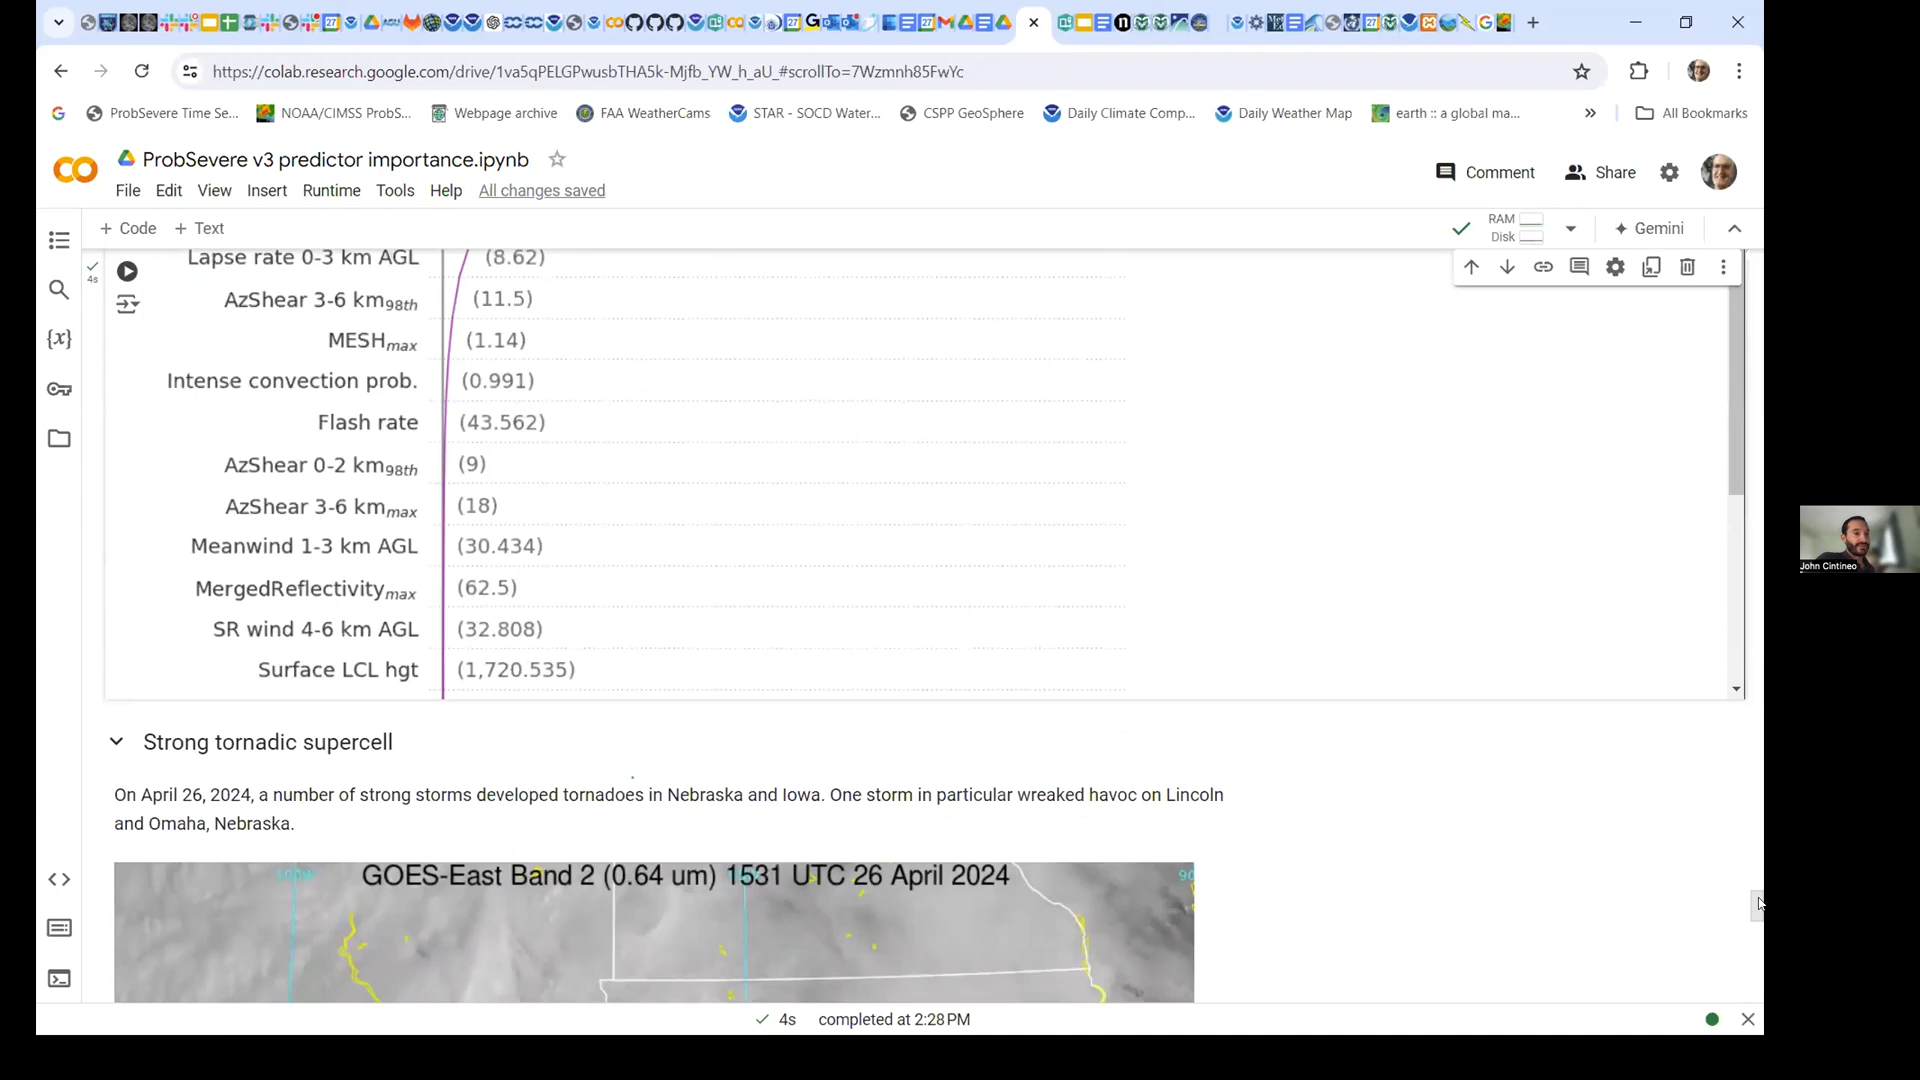 https://colab.research.google.com/drive/1va5qPELGPwusbTHA5k-Mjfb_YW_h_aU_#scrollTo=7Wzmnh85FwYc
ProbSevere Time Se...
NOAA/CIMSS ProbS...
Webpage archive
FAA WeatherCams
STAR - SOCD Water...
CSPP GeoSphere
Daily Climate Comp...
Daily Weather Map
earth :: a global ma...
All Bookmarks
ProbSevere v3 predictor importance.ipynb
Comment
Share
File Edit View Insert Runtime Tools Help All changes saved
+ Code + Text
RAM
Disk
Gemini
4s
Lapse rate 0-3 km AGL (8.62)
AzShear 3-6 km98th (11.5)
MESHmax (1.14)
Intense convection prob. (0.991)
Flash rate (43.562)
AzShear 0-2 km98th (9)
AzShear 3-6 kmmax (18)
Meanwind 1-3 km AGL (30.434)
MergedReflectivitymax (62.5)
SR wind 4-6 km AGL (32.808)
Surface LCL hgt (1,720.535)
Strong tornadic supercell
On April 26, 2024, a number of strong storms developed tornadoes in Nebraska and Iowa. One storm in particular wreaked havoc on Lincoln
and Omaha, Nebraska.
GOES-East Band 2 (0.64 um) 1531 UTC 26 April 2024
100W
4s completed at 2:28 PM
John Cintineo